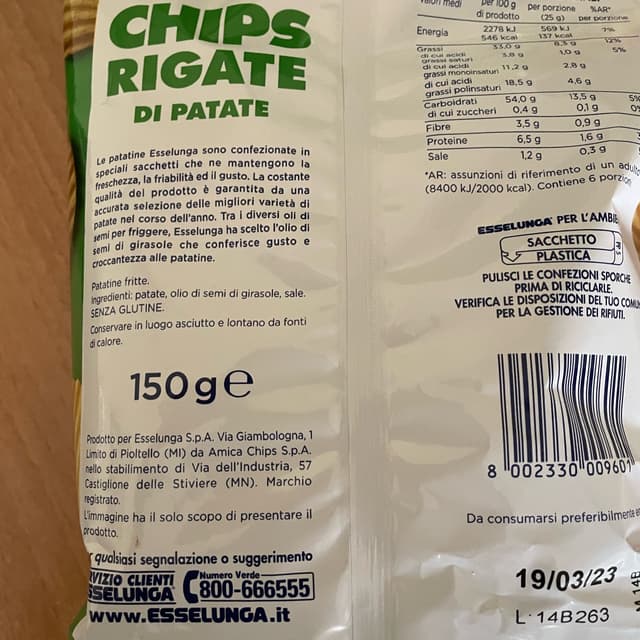 CHIPS
RIGATE
DI PATATE
Le patatine Esselunga sono confezionate in
speciali sacchetti che ne mantengono la
freschezza, la friabilità ed il gusto. La costante
qualità del prodotto è garantita da una
accurata selezione delle migliori varietà di
patate nel corso dell'anno. Tra i diversi oli di
semi per friggere, Esselunga ha scelto l'olio di
semi di girasole che conferisce gusto e
croccantezza alle patatine.
Patatine fritte.
Ingredienti: patate, olio di semi di girasole, sale.
SENZA GLUTINE.
Conservare in luogo asciutto e lontano da fonti
di calore.
150 g e
Prodotto per Esselunga S.p.A. Via Giambologna, 1
Limito di Pioltello (MI) da Amica Chips S.p.A.
nello stabilimento di Via dell'Industria, 57
Castiglione delle Stiviere (MN). Marchio
registrato.
L'immagine ha il solo scopo di presentare il
prodotto.
qualsiasi segnalazione o suggerimento
VIZIO CLIENTI
ESSELUNGA
Numero Verde
800-666555
www.ESSELUNGA.it
valori medi per 100 g per porzione %AR*
di prodotto (25 g) per porzione
Energia 2278 kJ 569 kJ 7%
546 kcal 137 kcal
Grassi 33,0 g 8,3 g 12%
di cui acidi grassi saturi 3,8 g 1,0 g 5%
di cui acidi grassi monoinsaturi 11,2 g 2,8 g
di cui acidi grassi polinsaturi 18,5 g 4,6 g
Carboidrati 54,0 g 13,5 g 5%
di cui zuccheri 0,4 g 0,1 g
Fibre 3,5 g 0,9 g
Proteine 6,5 g 1,6 g
Sale 1,2 g 0,3 g
*AR: assunzioni di riferimento di un adulto
(8400 kJ/2000 kcal). Contiene 6 porzion
ESSELUNGA PER L'AMBIE
SACCHETTO
PLASTICA
PULISCI LE CONFEZIONI SPORCHE
PRIMA DI RICICLARLE.
VERIFICA LE DISPOSIZIONI DEL TUO COMU
PER LA GESTIONE DEI RIFIUTI.
8 002330 009601
Da consumarsi preferibilmente
19/03/23
L:14B263